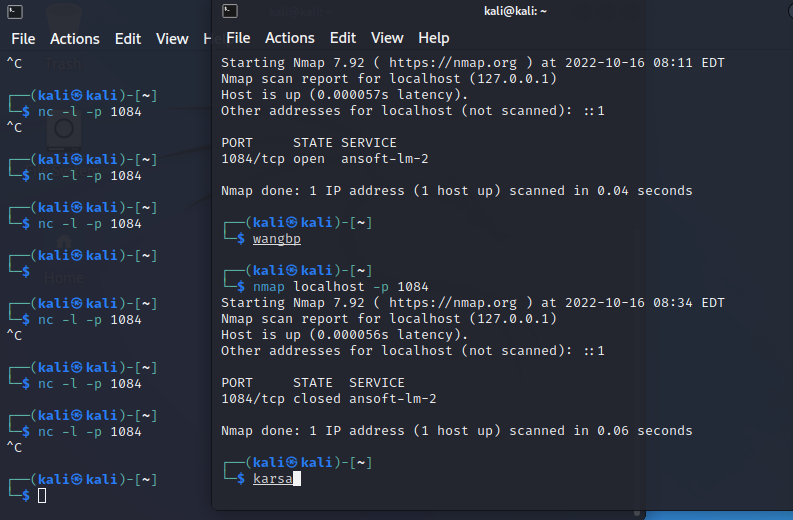 File Actions Edit View He
^C
┌──(kali㉿kali)-[~]
└─$ nc -l -p 1084
^C
┌──(kali㉿kali)-[~]
└─$ nc -l -p 1084
┌──(kali㉿kali)-[~]
└─$ nc -l -p 1084
┌──(kali㉿kali)-[~]
└─$
┌──(kali㉿kali)-[~]
└─$ nc -l -p 1084
^C
┌──(kali㉿kali)-[~]
└─$ nc -l -p 1084
┌──(kali㉿kali)-[~]
└─$ nc -l -p 1084
^C
┌──(kali㉿kali)-[~]
└─$
Trash
Home
kali@kali: ~
File Actions Edit View Help
Starting Nmap 7.92 ( https://nmap.org ) at 2022-10-16 08:11 EDT
Nmap scan report for localhost (127.0.0.1)
Host is up (0.000057s latency).
Other addresses for localhost (not scanned): ::1
PORT     STATE SERVICE
1084/tcp open  ansoft-lm-2
Nmap done: 1 IP address (1 host up) scanned in 0.04 seconds
┌──(kali㉿kali)-[~]
└─$ wangbp
┌──(kali㉿kali)-[~]
└─$ nmap localhost -p 1084
Starting Nmap 7.92 ( https://nmap.org ) at 2022-10-16 08:34 EDT
Nmap scan report for localhost (127.0.0.1)
Host is up (0.000056s latency).
Other addresses for localhost (not scanned): ::1
PORT     STATE  SERVICE
1084/tcp closed ansoft-lm-2
Nmap done: 1 IP address (1 host up) scanned in 0.06 seconds
┌──(kali㉿kali)-[~]
└─$ karsa